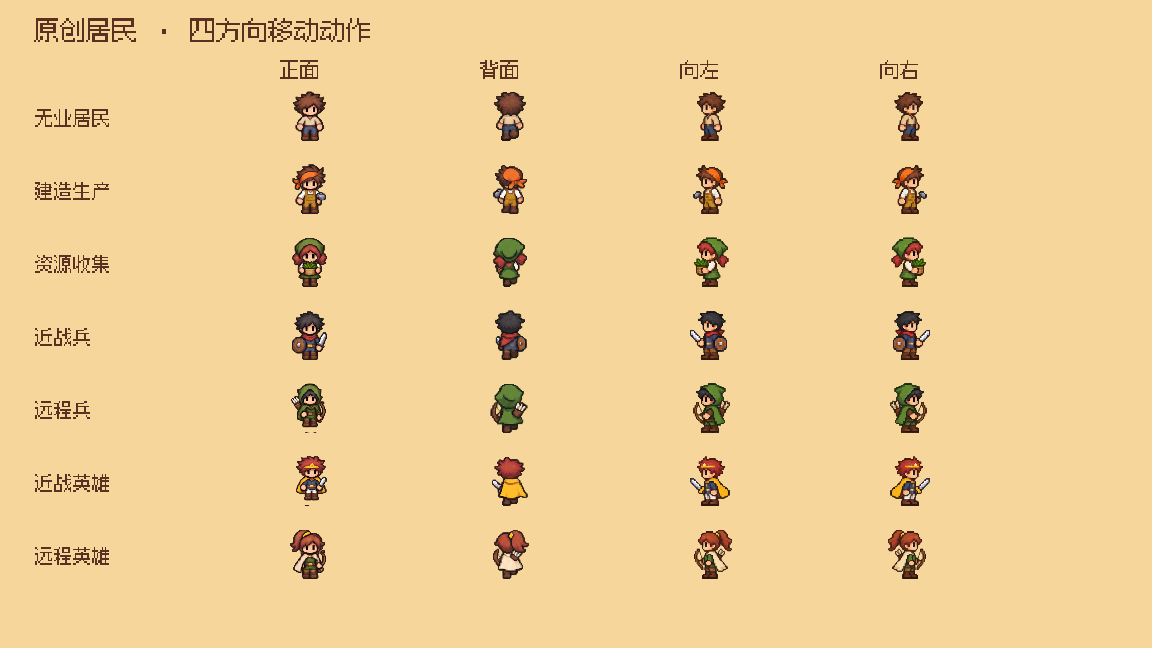 原创居民 · 四方向移动动作
正面 背面 向左 向右
无业居民
建造生产
资源收集
近战兵
远程兵
近战英雄
远程英雄